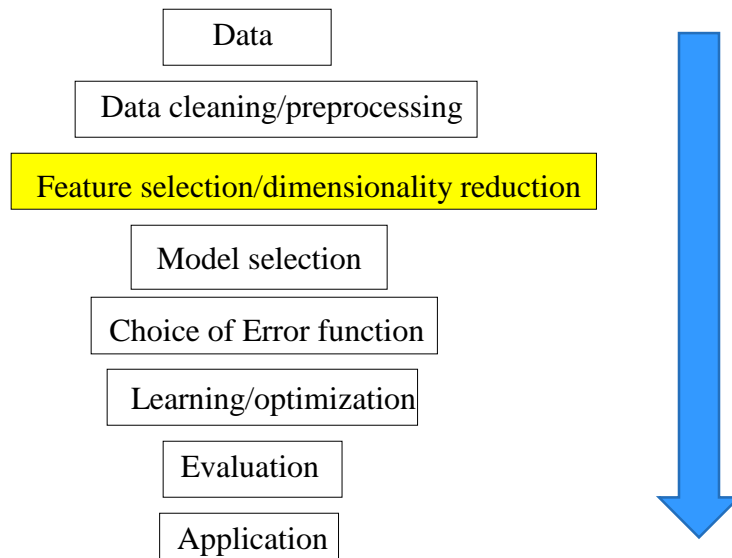 Data
Data cleaning/preprocessing
Feature selection/dimensionality reduction
Model selection
Choice of Error function
Learning/optimization
Evaluation
Application